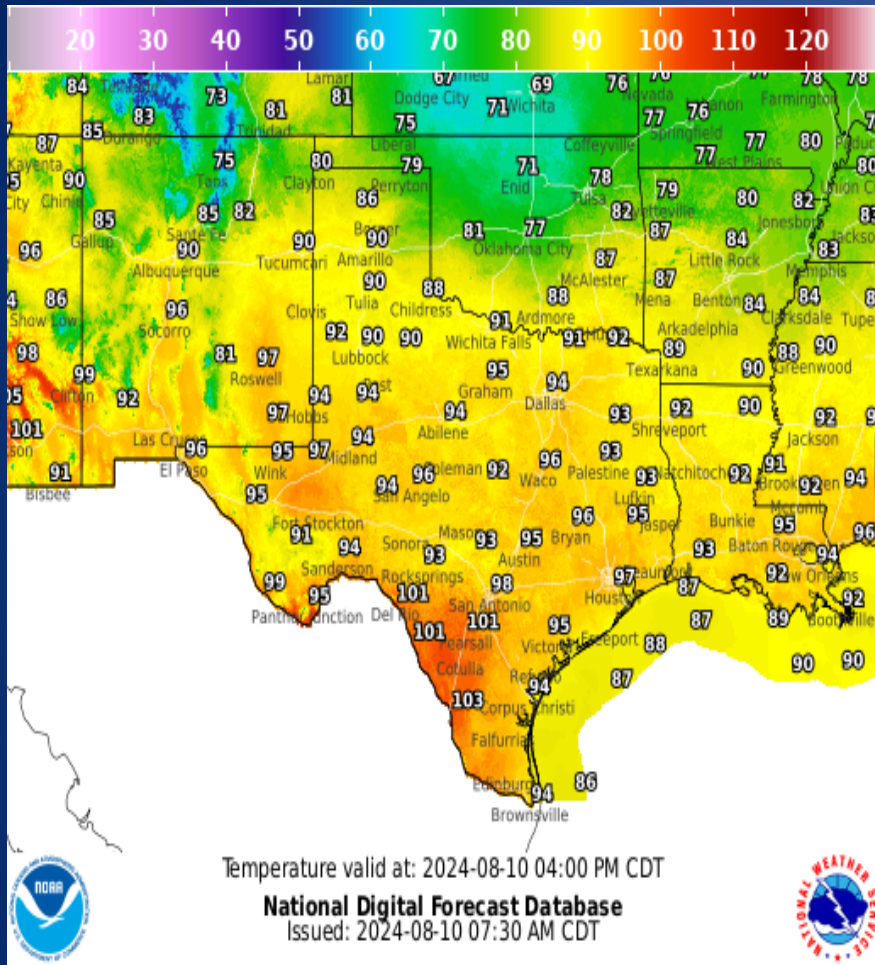 20 30 40 50 60 70 80 90 100 110 120
84 73 81 81 67 71 69 76 78 78
Dodge City Wichita Nevada Lebanon Farmington
85 83 Durango Trinidad 75 77 76 Springfield
87 Kayenta Liberal Coffeyville 77 West Plains 77 80
90 75 Taos 80 Clayton 79 Perryton 71 Enid 78 Tulsa 79 80 82 Jonesboro 80
City 85 Gallup 85 Sante Fe 82 86 81 77 82 87 84
96 90 Albuquerque 90 Tucumcari 90 Amarillo Oklahoma City 87 McAlester Little Rock 83 Memphis
86 Show Low 96 Socorro Clovis 90 Tulia 88 Childress 88 Ardmore 87 Mena Benton 84 84 Clarksdale
98 81 97 Roswell 92 90 Lubbock 90 91 Wichita Falls 91 92 89 Texarkana Arkadelphia 88 90 Greenwood
99 Clifton 92 97 94 Hobbs 94 Post 95 Graham 94 Dallas 93 92 Shreveport 90 90
101 Las Cruces 96 El Paso 95 Wink 97 Midland 94 94 Abilene 92 Jackson
91 Bisbee 95 94 San Angelo 96 Coleman 92 96 Waco 93 Palestine 93 Lufkin Natchitoches 92 91 92 94
Fort Stockton 91 94 Sanderson Sonora 93 Rocksprings Mason 93 95 Austin 96 Bryan 95 Jasper Bunkie 93 95 Baton Rouge Mccomb 94 96
99 95 Del Rio 101 San Antonio 98 97 Houston Beaumont 87 92 New Orleans 92 Boothville
101 101 Pearsall 95 Victoria Freeport 88 87 89
Cotulla Refugio 87 90 90
103 94 Corpus Christi
Falfurrias
Edinburg 94 86
Brownsville
Temperature valid at: 2024-08-10 04:00 PM CDT
National Digital Forecast Database
Issued: 2024-08-10 07:30 AM CDT
NOAA
NATIONAL WEATHER SERVICE